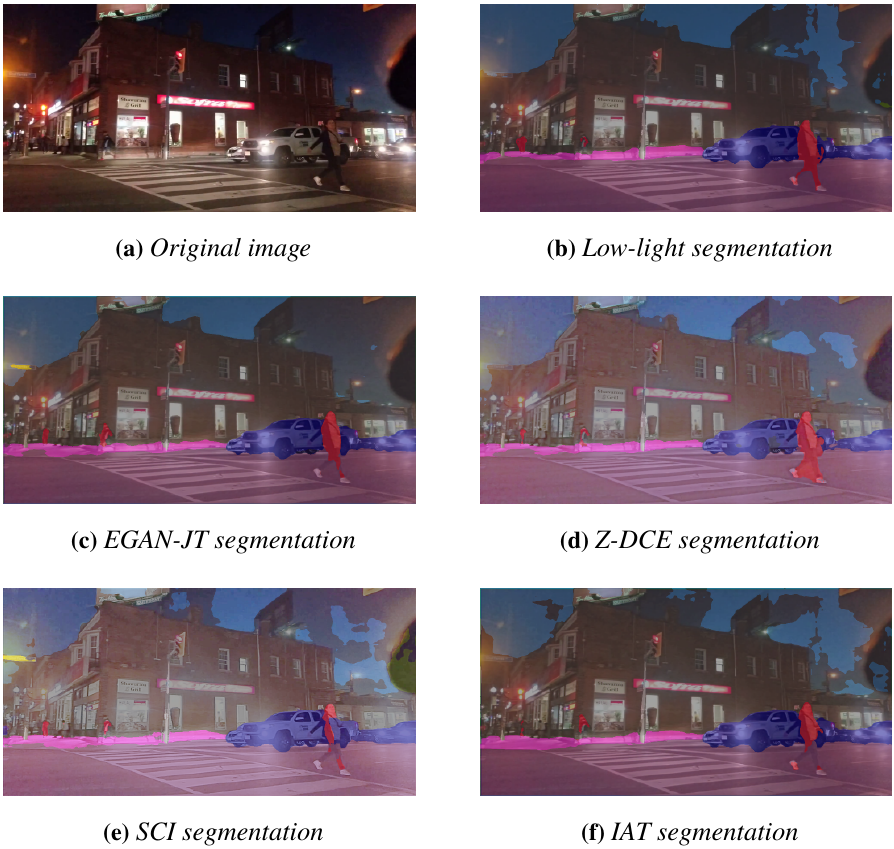 (a) Original image
(b) Low-light segmentation
(c) EGAN-JT segmentation
(d) Z-DCE segmentation
(e) SCI segmentation
(f) IAT segmentation